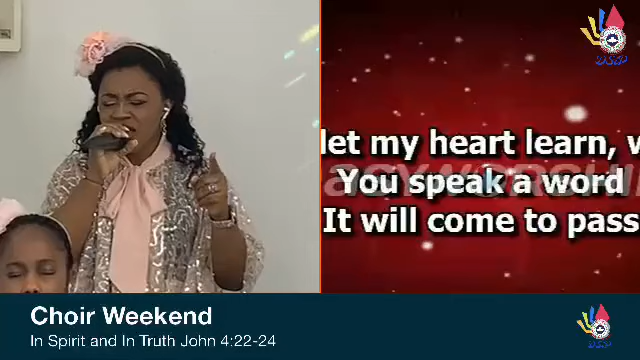 let my heart learn, w
You speak a word
It will come to pass
Choir Weekend
In Spirit and In Truth John 4:22-24